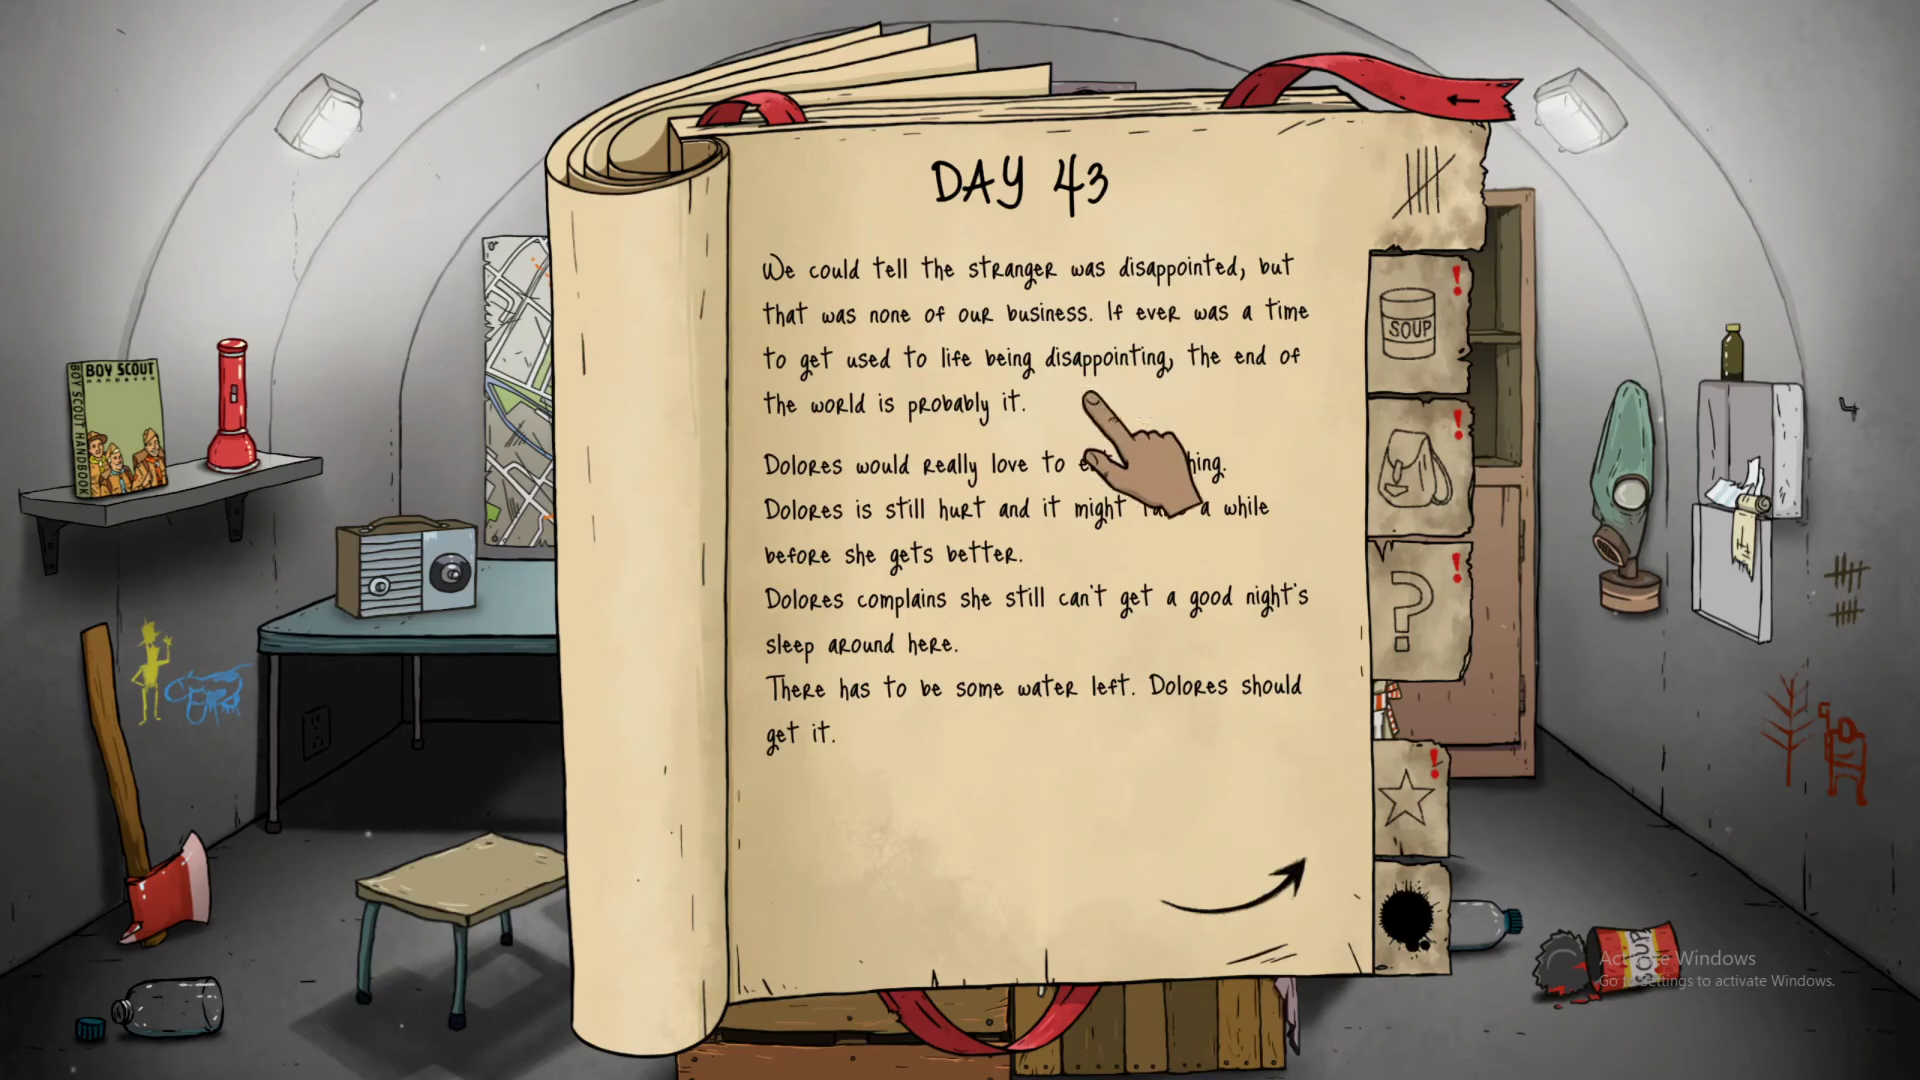 DAY 43
We could tell the stranger was disappointed, but
that was none of our business. If ever was a time
to get used to life being disappointing, the end of
the world is probably it.
Dolores would really love to
Dolores is still hurt and it might a while
before she gets better.
Dolores complains she still can't get a good night's
sleep around here.
There has to be some water left. Dolores should
get it.
SOUP
BOY SCOUT
HANDBOOK
BOY SCOUT HANDBOOK
SOUP
Activate Windows
Go to Settings to activate Windows.